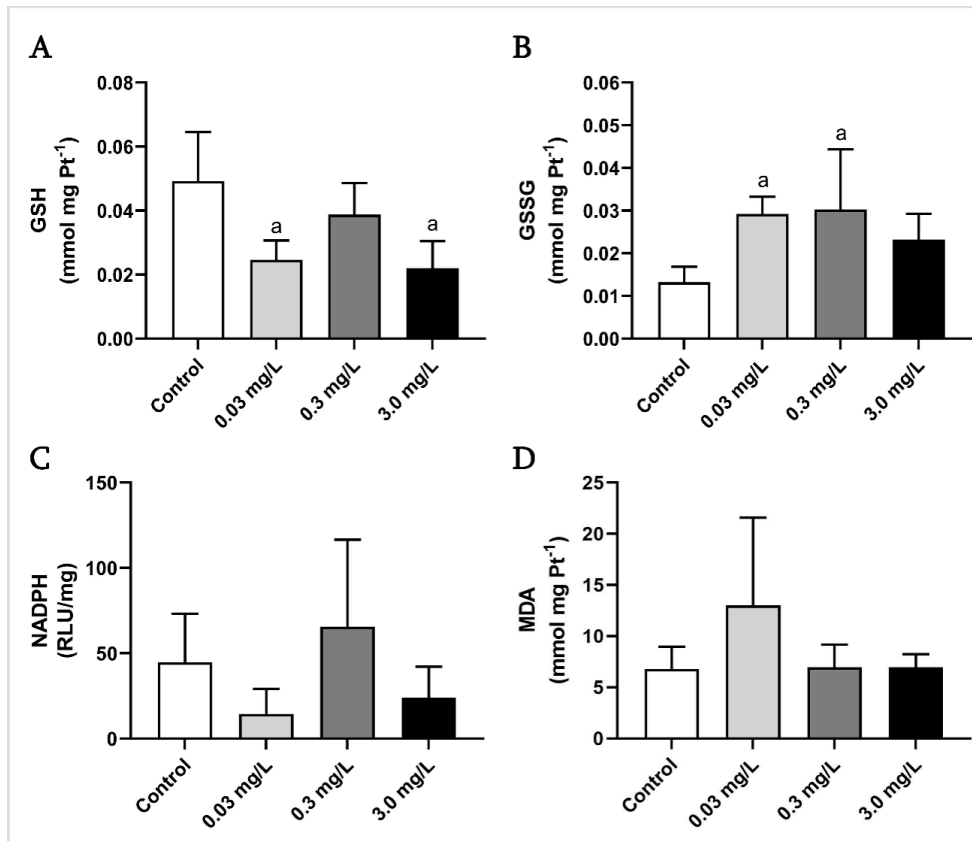 A
GSH
(mmol mg Pt⁻¹)
0.08
0.06
0.04
0.02
0.00
a
a
Control
0.03 mg/L
0.3 mg/L
3.0 mg/L
B
GSSG
(mmol mg Pt⁻¹)
0.06
0.05
0.04
0.03
0.02
0.01
0.00
a
a
Control
0.03 mg/L
0.3 mg/L
3.0 mg/L
C
NADPH
(RLU/mg)
150
100
50
0
Control
0.03 mg/L
0.3 mg/L
3.0 mg/L
D
MDA
(mmol mg Pt⁻¹)
25
20
15
10
5
0
Control
0.03 mg/L
0.3 mg/L
3.0 mg/L